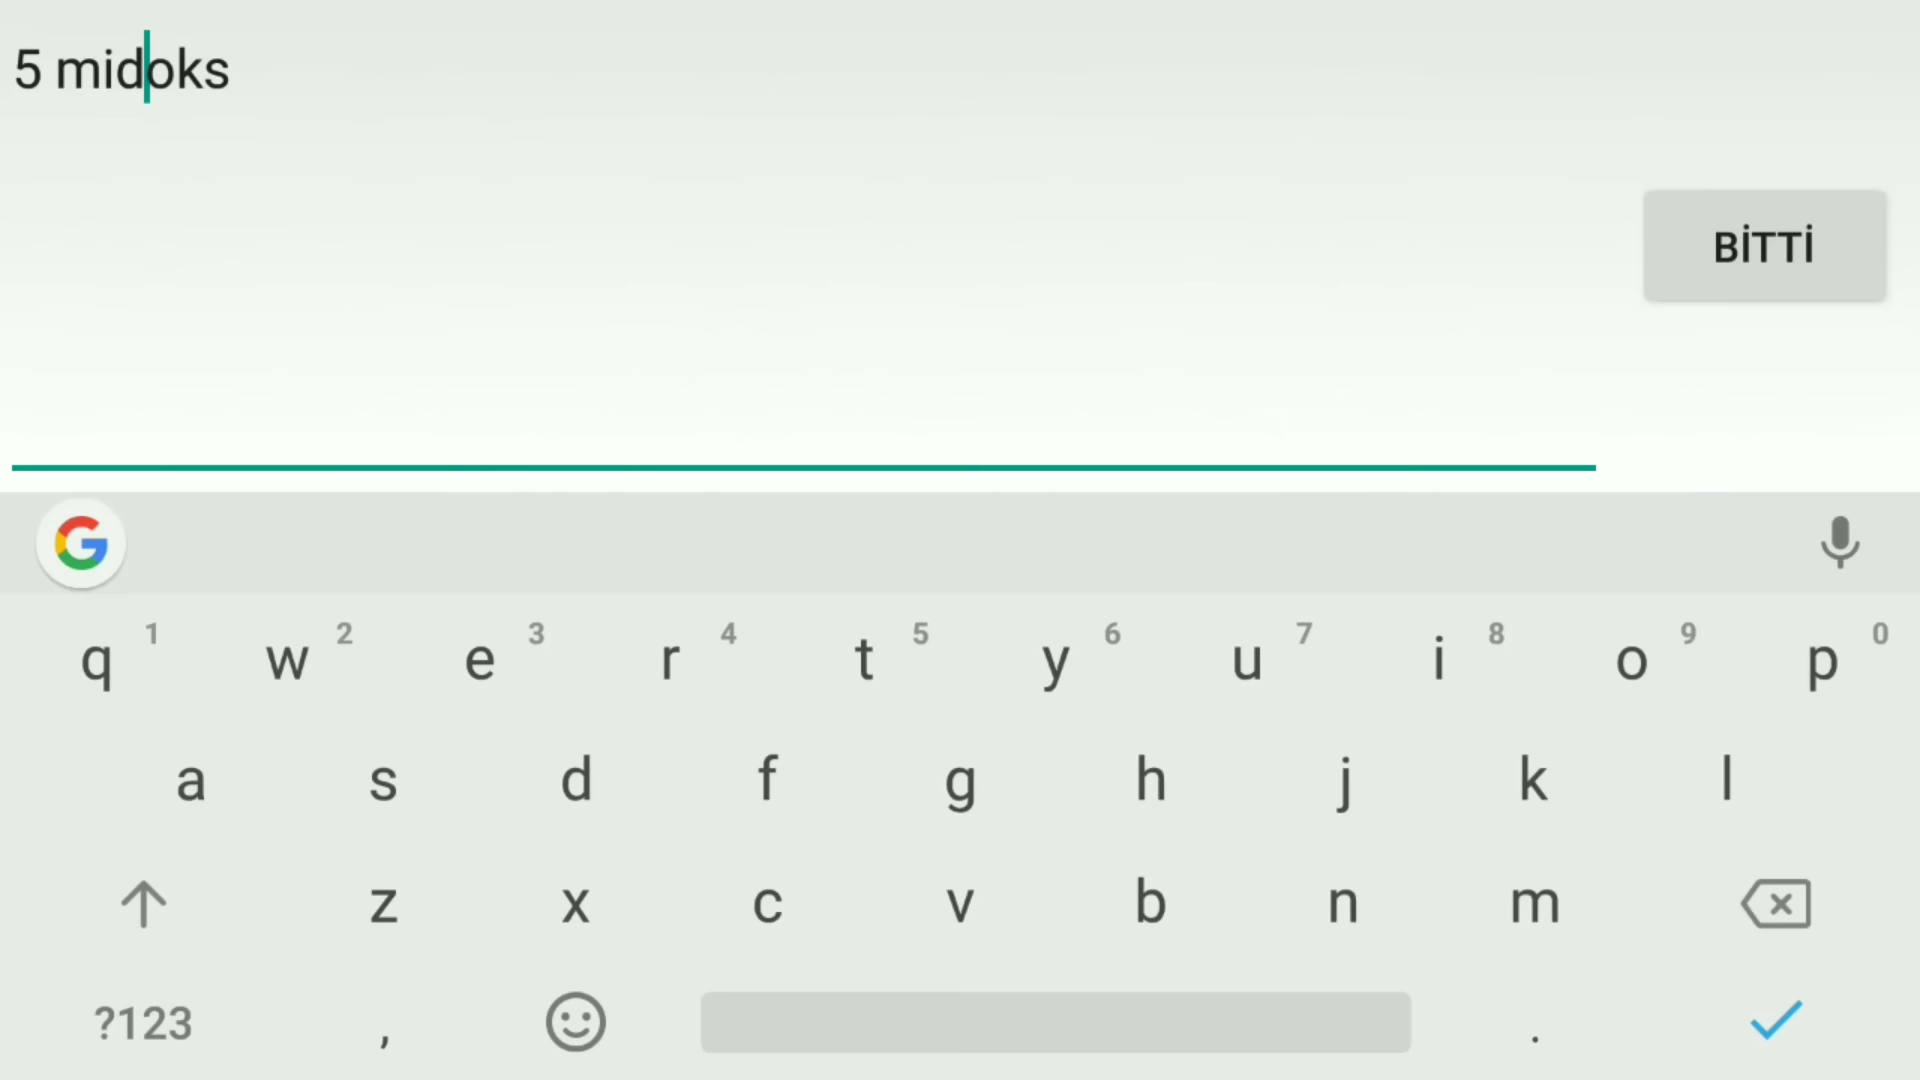 5 midoks
BİTTİ
q 1 w 2 e 3 r 4 t 5 y 6 u 7 i 8 o 9 p 0
a s d f g h j k l
z x c v b n m
?123 , .